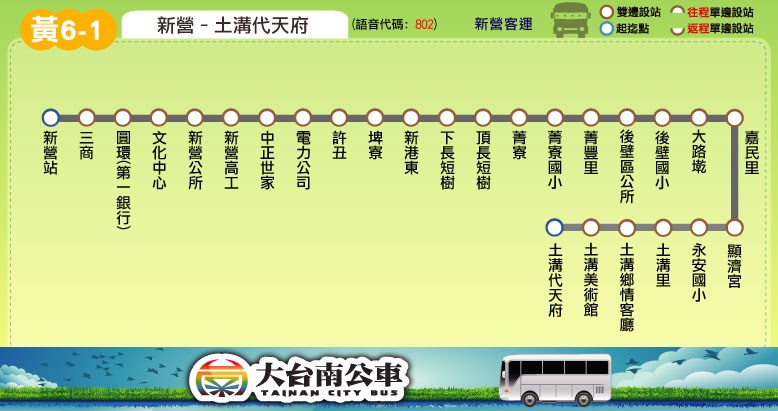 黃6-1
新營－土溝代天府
(語音代碼: 802)
新營客運
雙邊設站
往程單邊設站
起迄點
返程單邊設站
新營站
三商
圓環(第一銀行)
文化中心
新營公所
新營高工
中正世家
電力公司
許丑
埤寮
新港東
下長短樹
頂長短樹
菁寮
菁寮國小
菁豐里
後壁區公所
後壁國小
大路墘
嘉民里
顯濟宮
永安國小
土溝里
土溝鄉情客廳
土溝美術館
土溝代天府
大台南公車
TAINAN CITY BUS